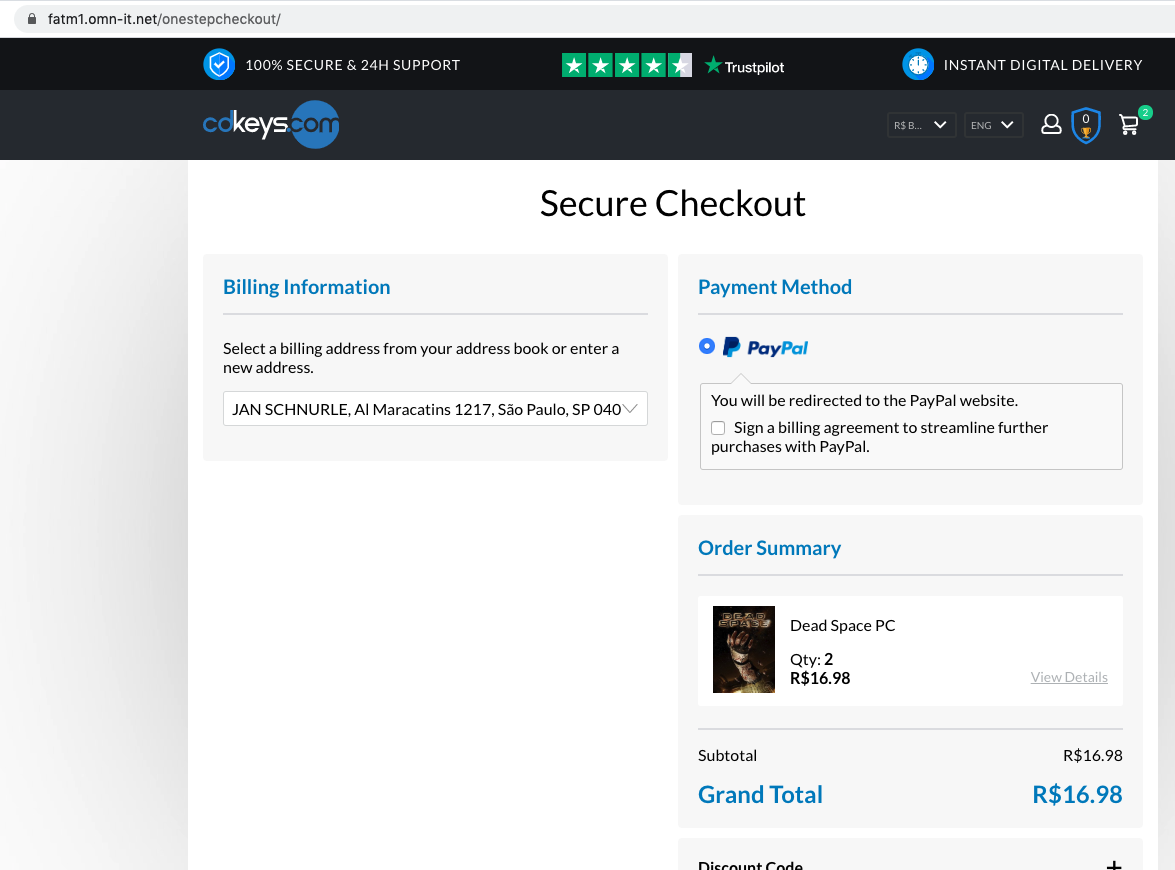 fatm1.omn-it.net/onestepcheckout/
100% SECURE & 24H SUPPORT
Trustpilot
INSTANT DIGITAL DELIVERY
cdkeys.com
R$ B...
ENG
0
2
Secure Checkout
Billing Information
Select a billing address from your address book or enter a
new address.
JAN SCHNURLE, Al Maracatins 1217, São Paulo, SP 040
Payment Method
PayPal
You will be redirected to the PayPal website.
Sign a billing agreement to streamline further
purchases with PayPal.
Order Summary
DEAD SPACE
Dead Space PC
Qty: 2
R$16.98
View Details
Subtotal R$16.98
Grand Total R$16.98
Discount Code +